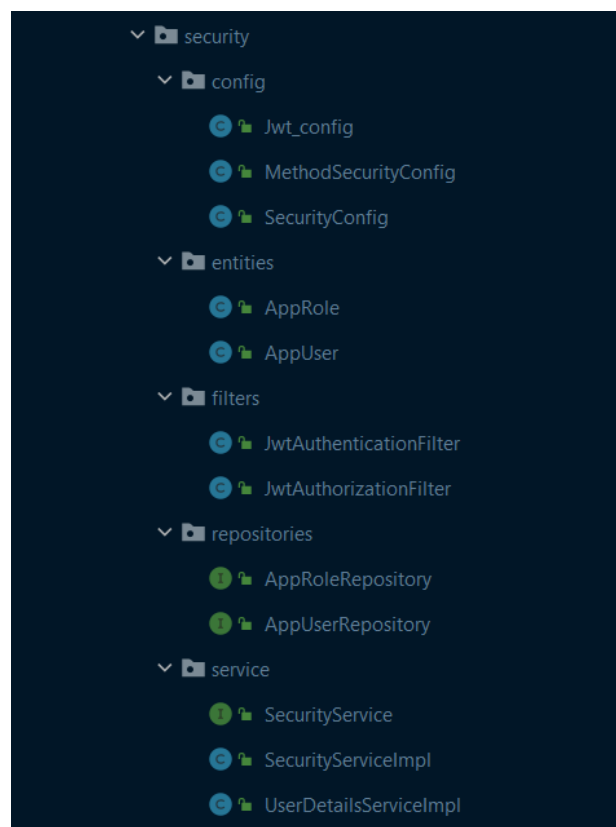 security
config
Jwt_config
MethodSecurityConfig
SecurityConfig
entities
AppRole
AppUser
filters
JwtAuthenticationFilter
JwtAuthorizationFilter
repositories
AppRoleRepository
AppUserRepository
service
SecurityService
SecurityServiceImpl
UserDetailsServiceImpl